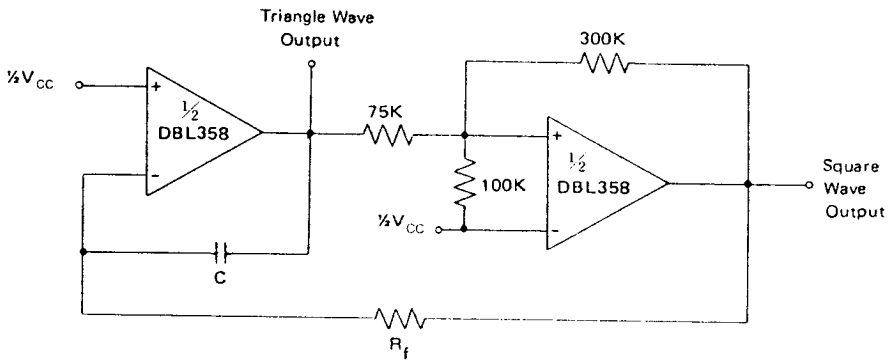 Triangle Wave
Output
½V_CC
+
½
DBL358
-
75K
300K
+
½
DBL358
-
100K
½V_CC
Square
Wave
Output
C
R_f